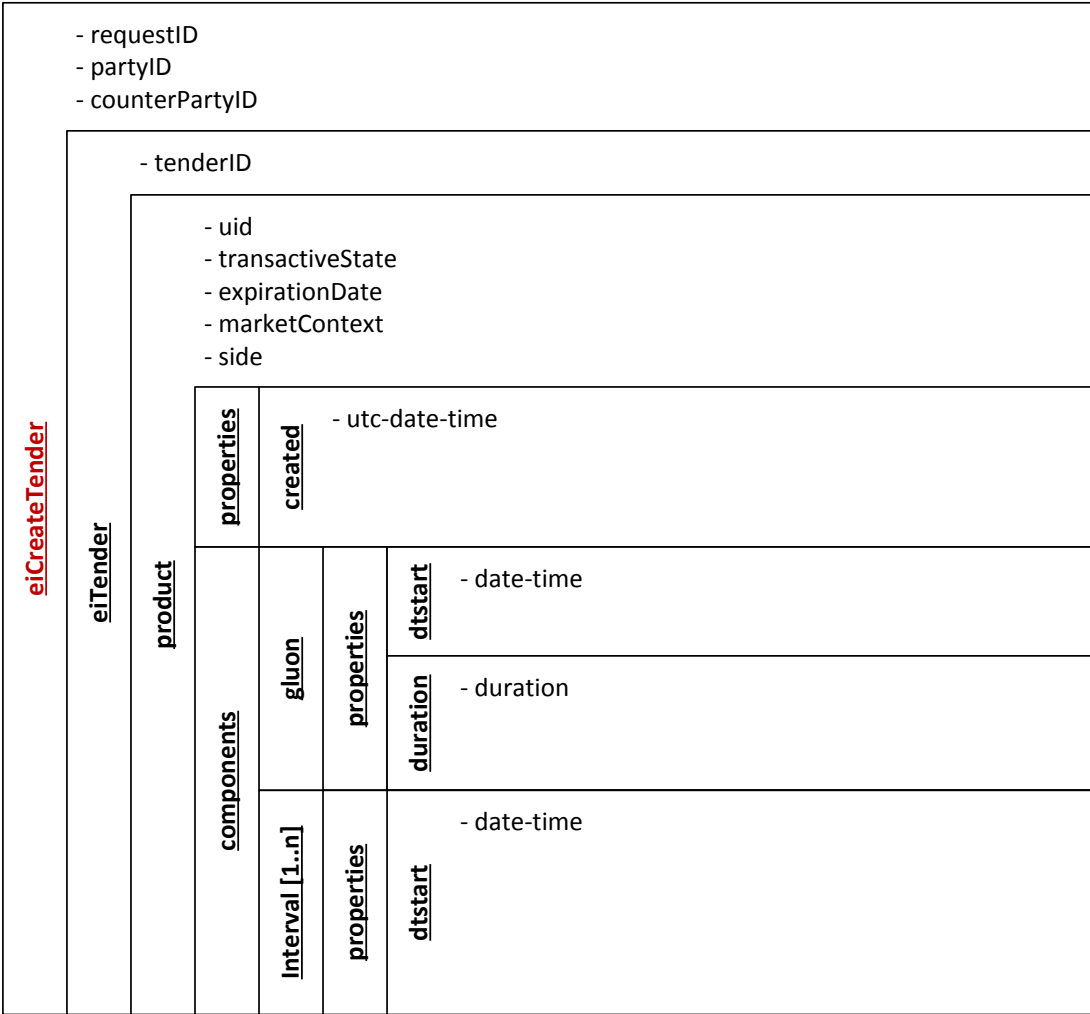 - requestID
- partyID
- counterPartyID
eiCreateTender
eiTender
- tenderID
product
- uid
- transactiveState
- expirationDate
- marketContext
- side
properties
created
- utc-date-time
components
gluon
properties
dtstart
- date-time
duration
- duration
Interval [1..n]
properties
dtstart
- date-time